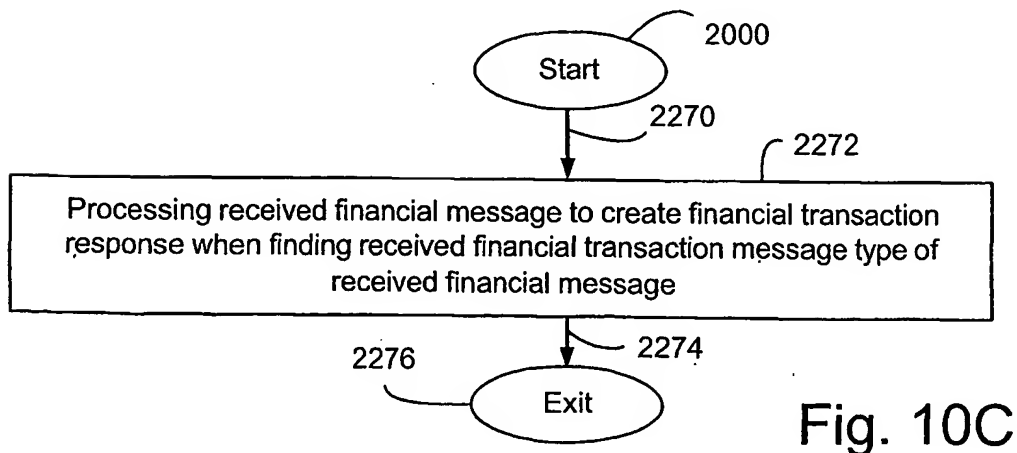 2000
Start
2270
2272
Processing received financial message to create financial transaction
response when finding received financial transaction message type of
received financial message
2276
2274
Exit
Fig. 10C